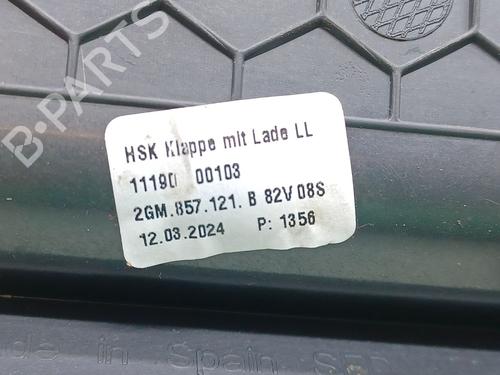 B-PARTS
HSK Klappe mit Lade LL
11190 00103
2GM.857.121. B 82V 08S
12.03.2024 P: 1356
in Spain